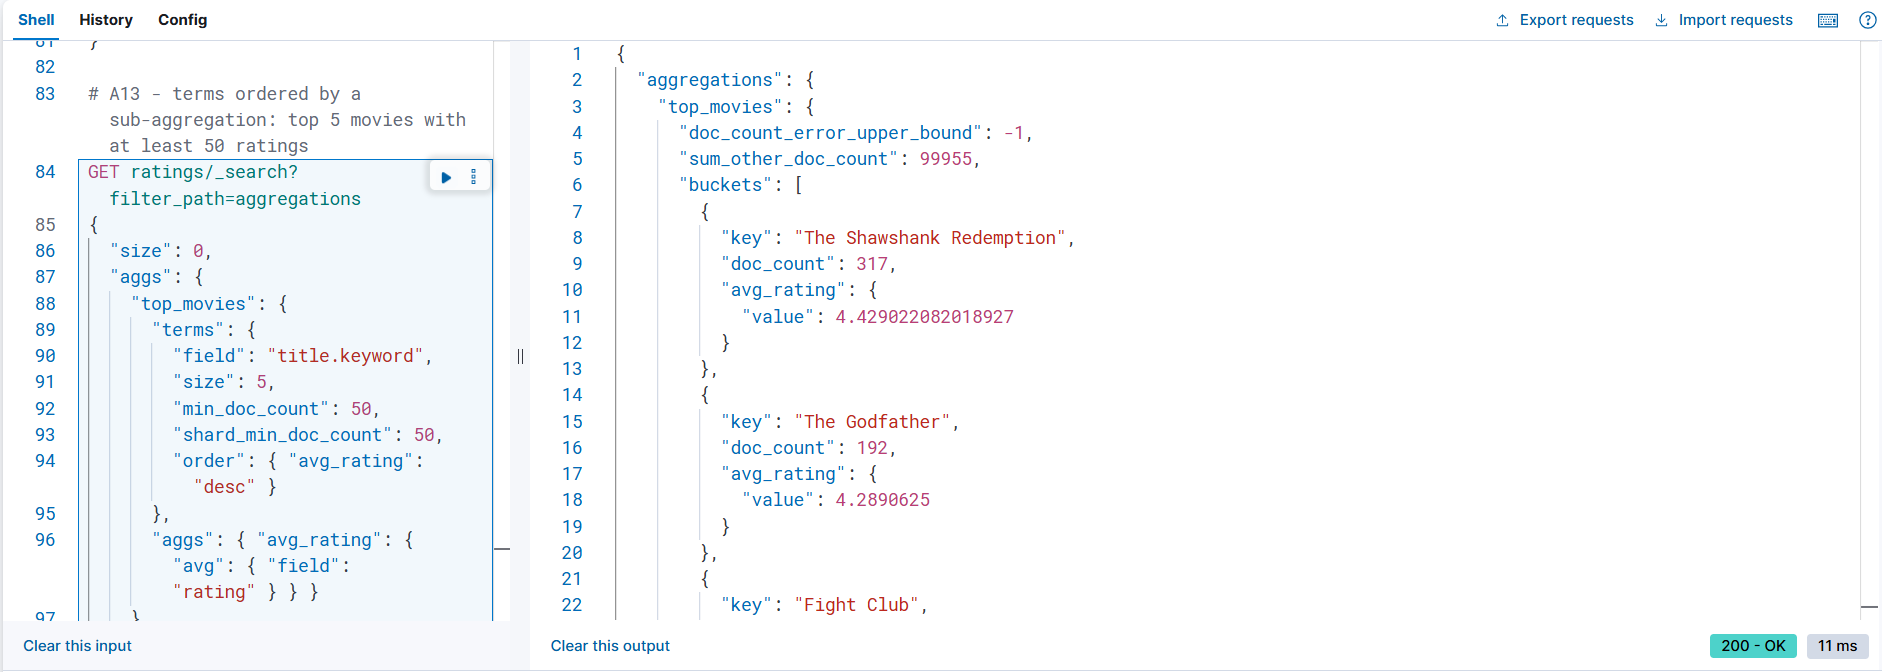 Shell History Config Export requests Import requests
81 }
82
83 # A13 - terms ordered by a
sub-aggregation: top 5 movies with
at least 50 ratings
84 GET ratings/_search?
filter_path=aggregations
85 {
86 "size": 0,
87 "aggs": {
88 "top_movies": {
89 "terms": {
90 "field": "title.keyword",
91 "size": 5,
92 "min_doc_count": 50,
93 "shard_min_doc_count": 50,
94 "order": { "avg_rating":
"desc" }
95 },
96 "aggs": { "avg_rating": {
"avg": { "field":
"rating" } } }
97 }
1 {
2 "aggregations": {
3 "top_movies": {
4 "doc_count_error_upper_bound": -1,
5 "sum_other_doc_count": 99955,
6 "buckets": [
7 {
8 "key": "The Shawshank Redemption",
9 "doc_count": 317,
10 "avg_rating": {
11 "value": 4.429022082018927
12 }
13 },
14 {
15 "key": "The Godfather",
16 "doc_count": 192,
17 "avg_rating": {
18 "value": 4.2890625
19 }
20 },
21 {
22 "key": "Fight Club",
Clear this input Clear this output 200 - OK 11 ms